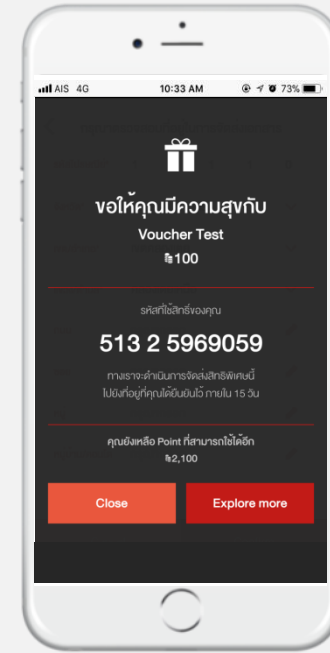 AIS 4G 10:33 AM 73%
ขอให้คุณมีความสุขกับ
Voucher Test
100
รหัสที่ใช้สิทธิ์ของคุณ
513 2 5969059
ทางเราจะดำเนินการจัดส่งสิทธิพิเศษนี้
ไปยังที่อยู่ที่คุณได้ยืนยันไว้ ภายใน 15 วัน
คุณยังเหลือ Point ที่สามารถใช้ได้อีก
2,100
Close Explore more